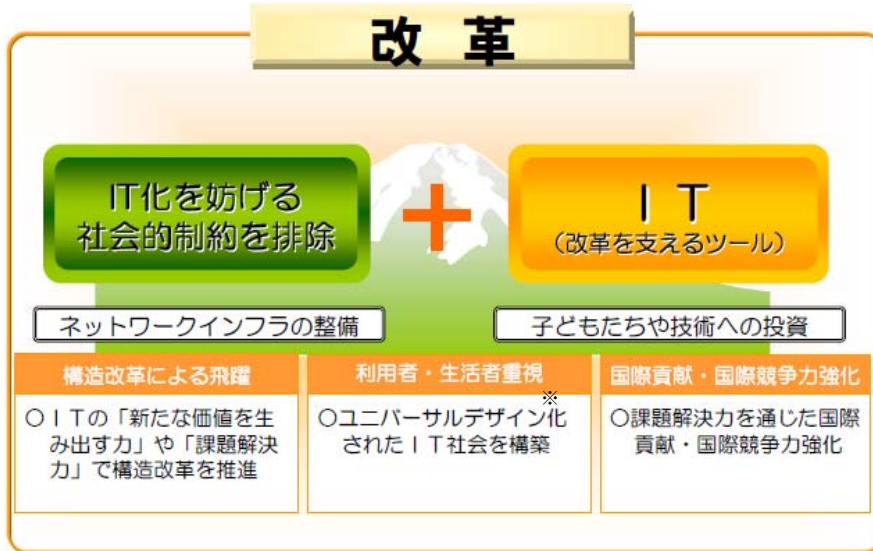 改 革
IT化を妨げる
社会的制約を排除
+
I T
(改革を支えるツール)
ネットワークインフラの整備
子どもたちや技術への投資
構造改革による飛躍
○ITの「新たな価値を生
み出す力」や「課題解決
力」で構造改革を推進
利用者・生活者重視
※
○ユニバーサルデザイン化
されたIT社会を構築
国際貢献・国際競争力強化
○課題解決力を通じた国際
貢献・国際競争力強化